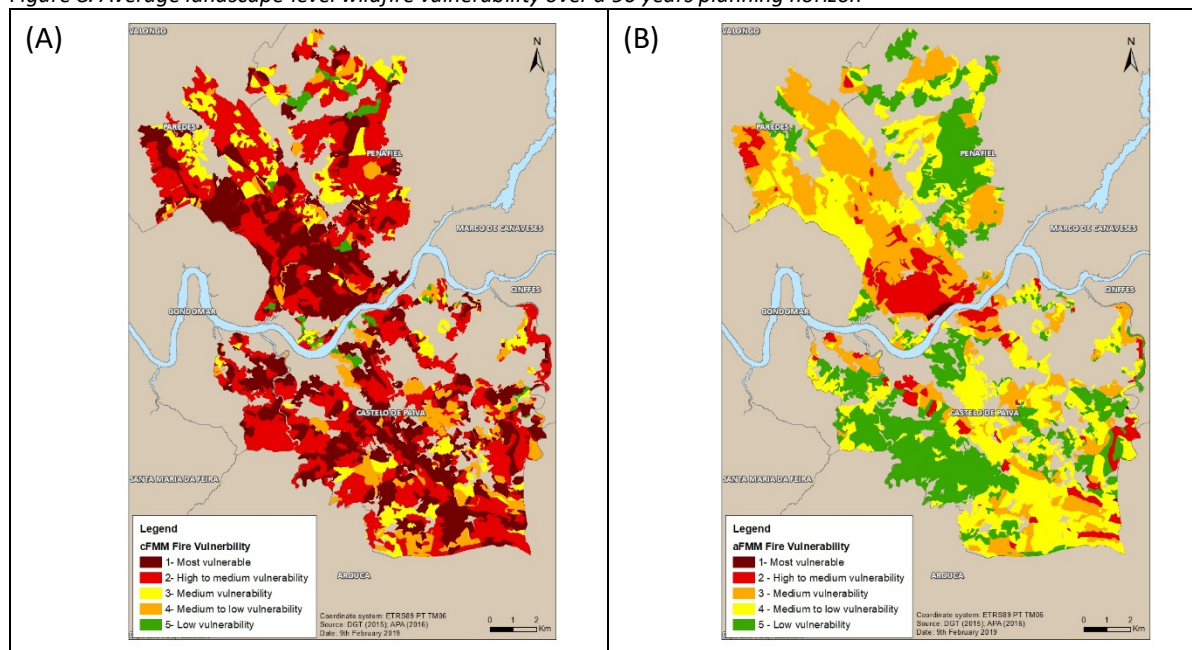 Figure 8. Average landscape-level wildfire vulnerability over a 50 years planning horizon
(A)
VALONGO
N
PAREDES
PENAFIEL
MARCO DE CANAVESES
CINFFES
GONDOMAR
CASTELO DE PAIVA
SANTA MARIA DA FEIRA
AROUCA
Legend
cFMM Fire Vulnerbility
1- Most vulnerable
2- High to medium vulnerability
3- Medium vulnerability
4- Medium to low vulnerability
5- Low vulnerability
Coordinate system: ETRS89 PT TM06
Source: DGT (2015); APA (2016)
Date: 9th February 2019
0 1 2
Km
(B)
VALONGO
N
PAREDES
PENAFIEL
MARCO DE CANAVESES
CINFFES
GONDOMAR
CASTELO DE PAIVA
SANTA MARIA DA FEIRA
AROUCA
Legend
aFMM Fire Vulnerability
1- Most vulnerable
2 - High to medium vulnerability
3 - Medium vulnerability
4 - Medium to low vulnerability
5 - Low vulnerability
Coordinate system: ETRS89 PT TM06
Source: DGT (2015); APA (2016)
Date: 9th February 2019
0 1 2
Km